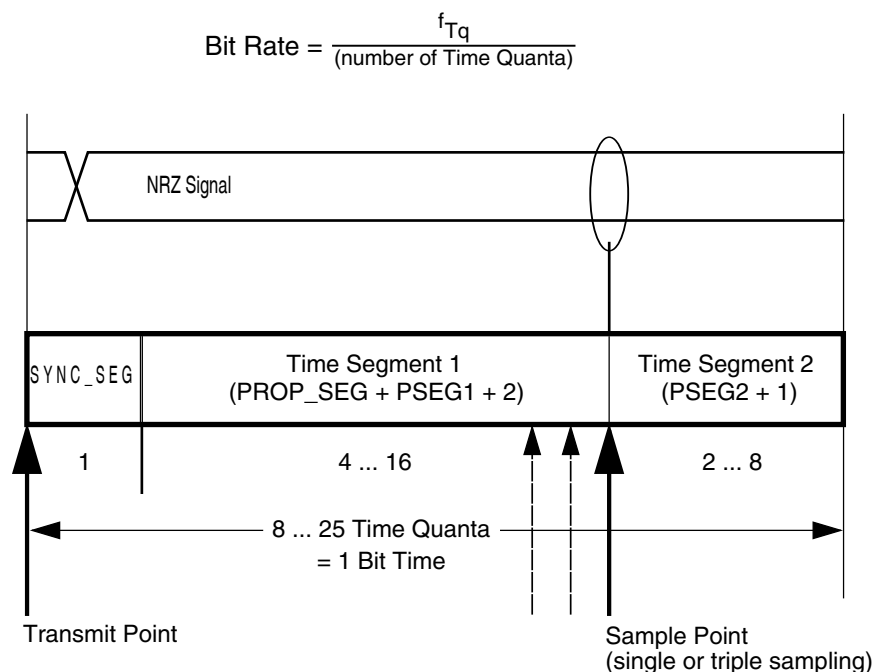 Bit Rate = fTq
(number of Time Quanta)
NRZ Signal
SYNC_SEG
Time Segment 1
(PROP_SEG + PSEG1 + 2)
Time Segment 2
(PSEG2 + 1)
1
4 ... 16
2 ... 8
8 ... 25 Time Quanta
= 1 Bit Time
Transmit Point
Sample Point
(single or triple sampling)